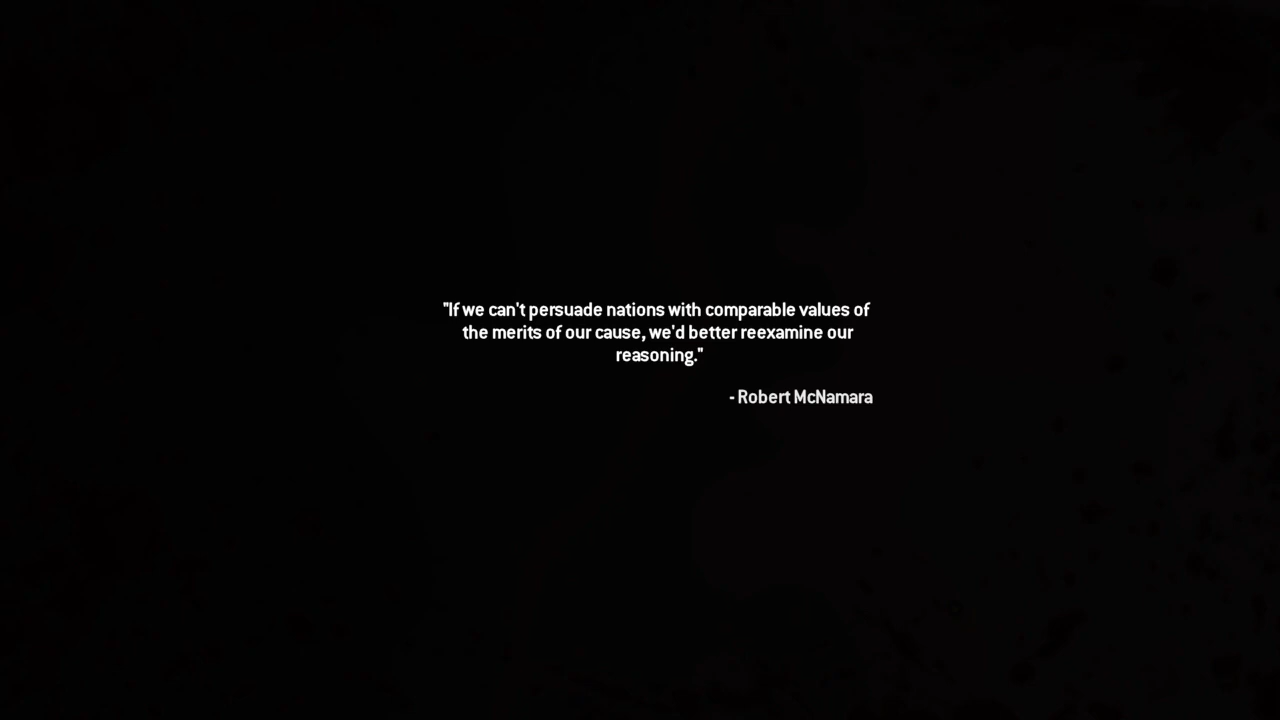 "If we can't persuade nations with comparable values of
the merits of our cause, we'd better reexamine our
reasoning."
- Robert McNamara